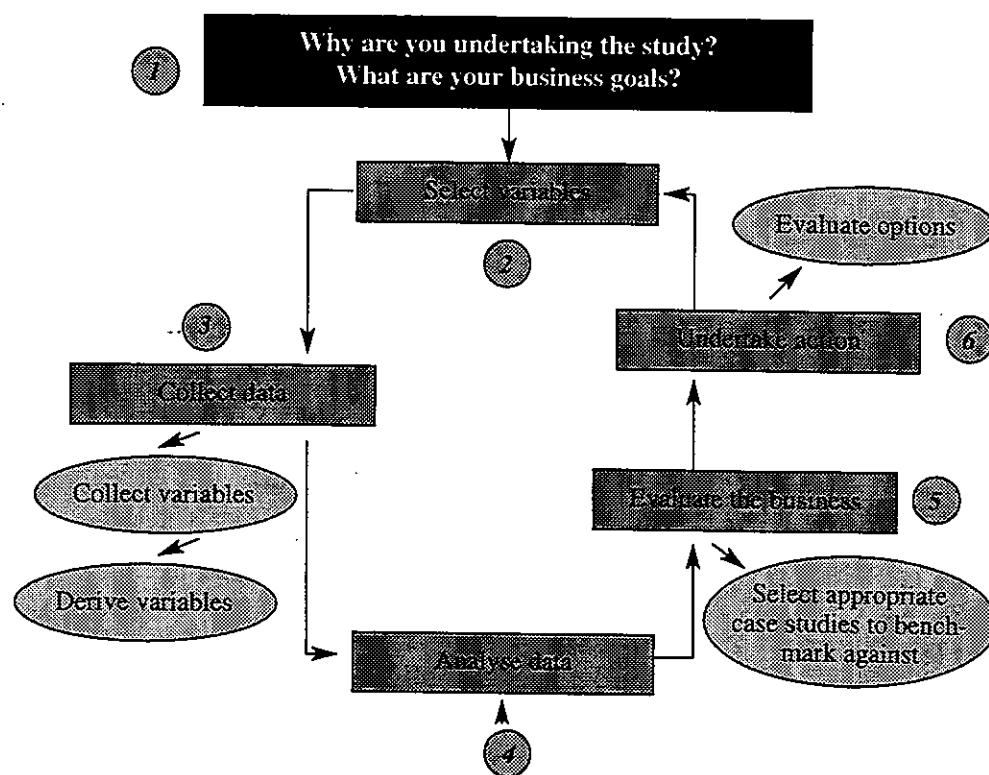 Why are you undertaking the study?
What are your business goals?
1
Select variables
2
Evaluate options
3
Undertake action
6
Collect data
Collect variables
Evaluate the business
5
Derive variables
Select appropriate
case studies to bench-
mark against
Analyse data
4